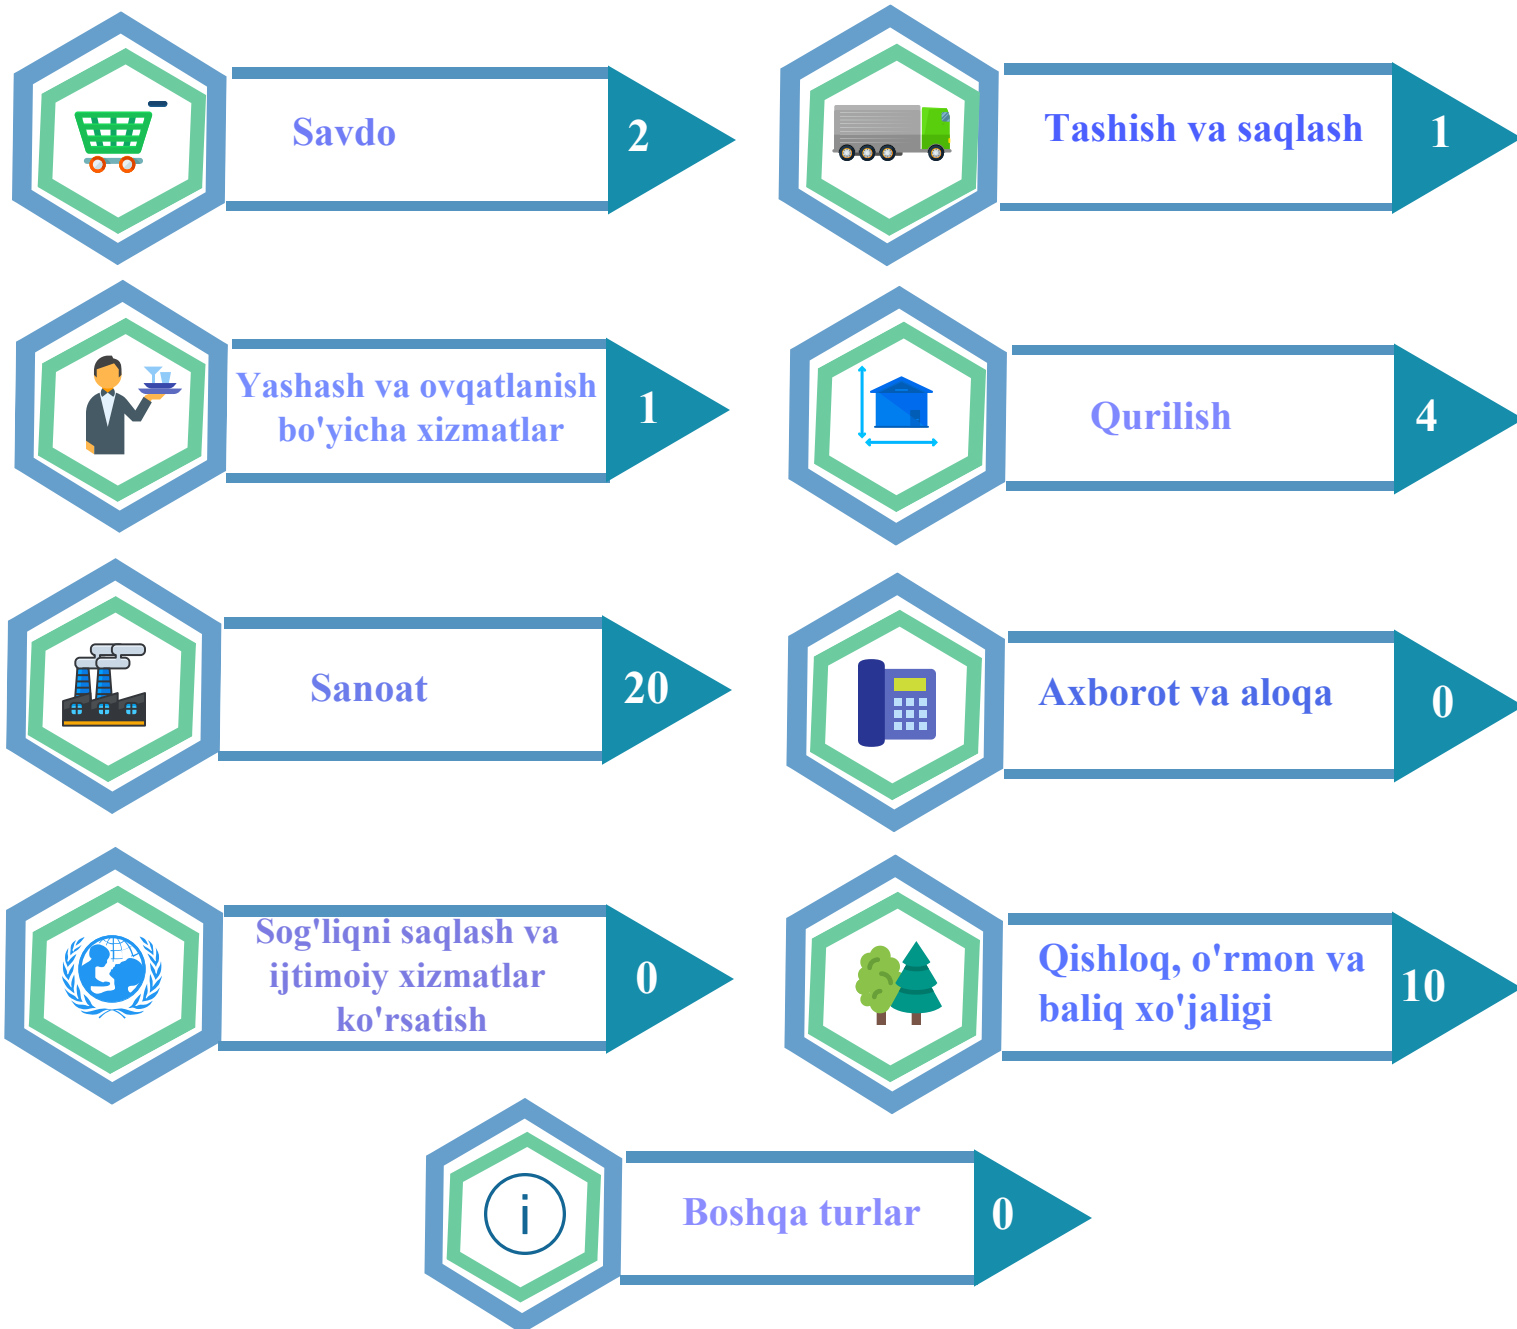 Savdo
2
Tashish va saqlash
1
Yashash va ovqatlanish
bo'yicha xizmatlar
1
Qurilish
4
Sanoat
20
Axborot va aloqa
0
Sog'liqni saqlash va
ijtimoiy xizmatlar
ko'rsatish
0
Qishloq, o'rmon va
baliq xo'jaligi
10
i
Boshqa turlar
0